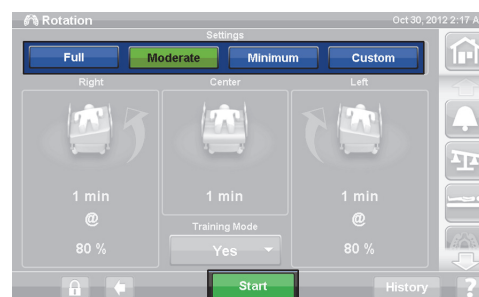 Rotation
Oct 30, 2012 2:17 A
Settings
Full Moderate Minimum Custom
Right Center Left
1 min 1 min 1 min
@ @
Training Mode
80 % Yes 80 %
Start History ?